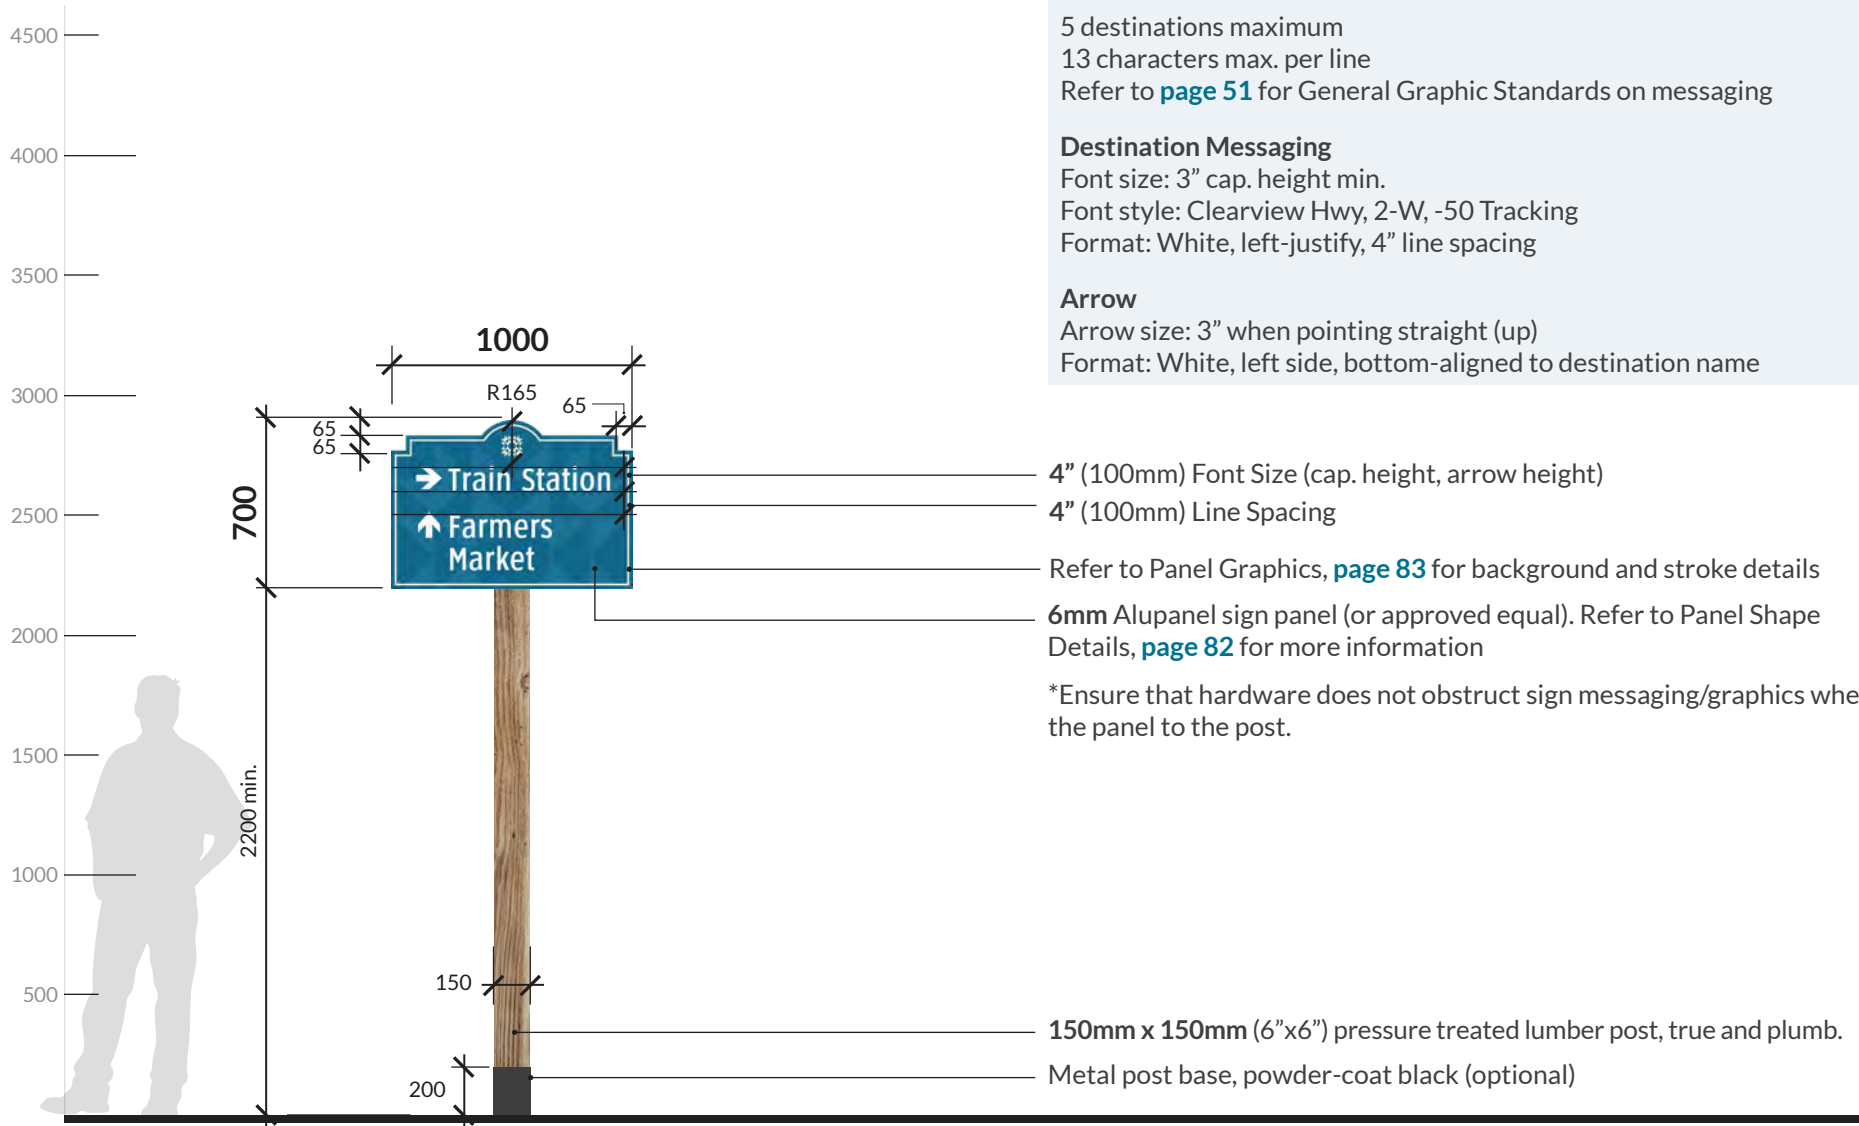 5 destinations maximum
13 characters max. per line
Refer to page 51 for General Graphic Standards on messaging
Destination Messaging
Font size: 3” cap. height min.
Font style: Clearview Hwy, 2-W, -50 Tracking
Format: White, left-justify, 4” line spacing
Arrow
Arrow size: 3” when pointing straight (up)
Format: White, left side, bottom-aligned to destination name
4500
4000
3500
3000
2500
2000
1500
1000
500
1000
R165
65
65
65
700
Train Station
Farmers
Market
2200 min.
150
200
4” (100mm) Font Size (cap. height, arrow height)
4” (100mm) Line Spacing
Refer to Panel Graphics, page 83 for background and stroke details
6mm Alupanel sign panel (or approved equal). Refer to Panel Shape
Details, page 82 for more information
*Ensure that hardware does not obstruct sign messaging/graphics whe
the panel to the post.
150mm x 150mm (6”x6”) pressure treated lumber post, true and plumb.
Metal post base, powder-coat black (optional)